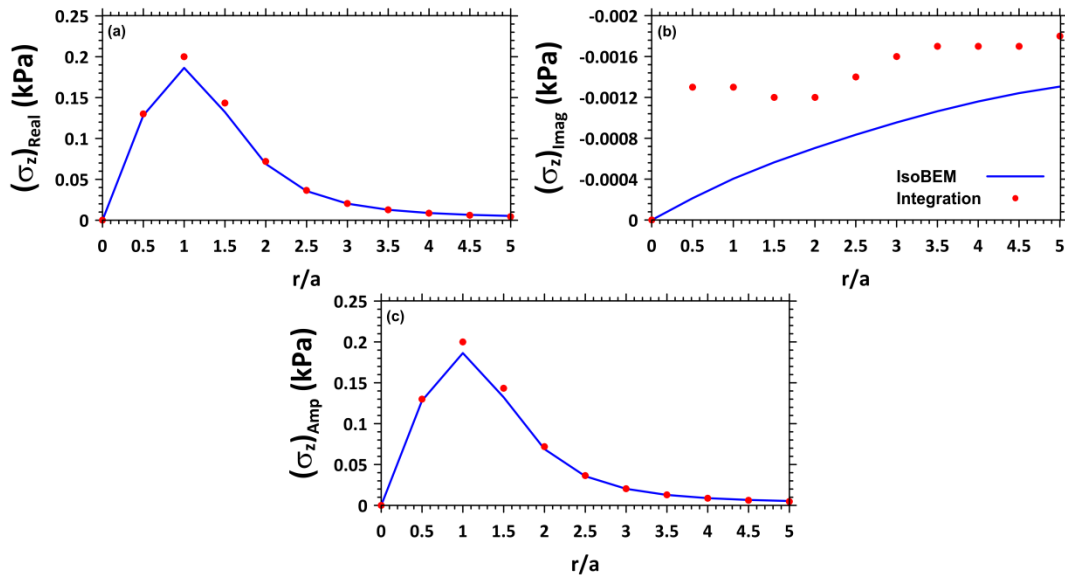 (a)
(σz)Real (kPa)
0.25
0.2
0.15
0.1
0.05
0
0 0.5 1 1.5 2 2.5 3 3.5 4 4.5 5
r/a
(b)
(σz)Imag (kPa)
-0.002
-0.0016
-0.0012
-0.0008
-0.0004
0
IsoBEM
Integration
0 0.5 1 1.5 2 2.5 3 3.5 4 4.5 5
r/a
(c)
(σz)Amp (kPa)
0.25
0.2
0.15
0.1
0.05
0
0 0.5 1 1.5 2 2.5 3 3.5 4 4.5 5
r/a